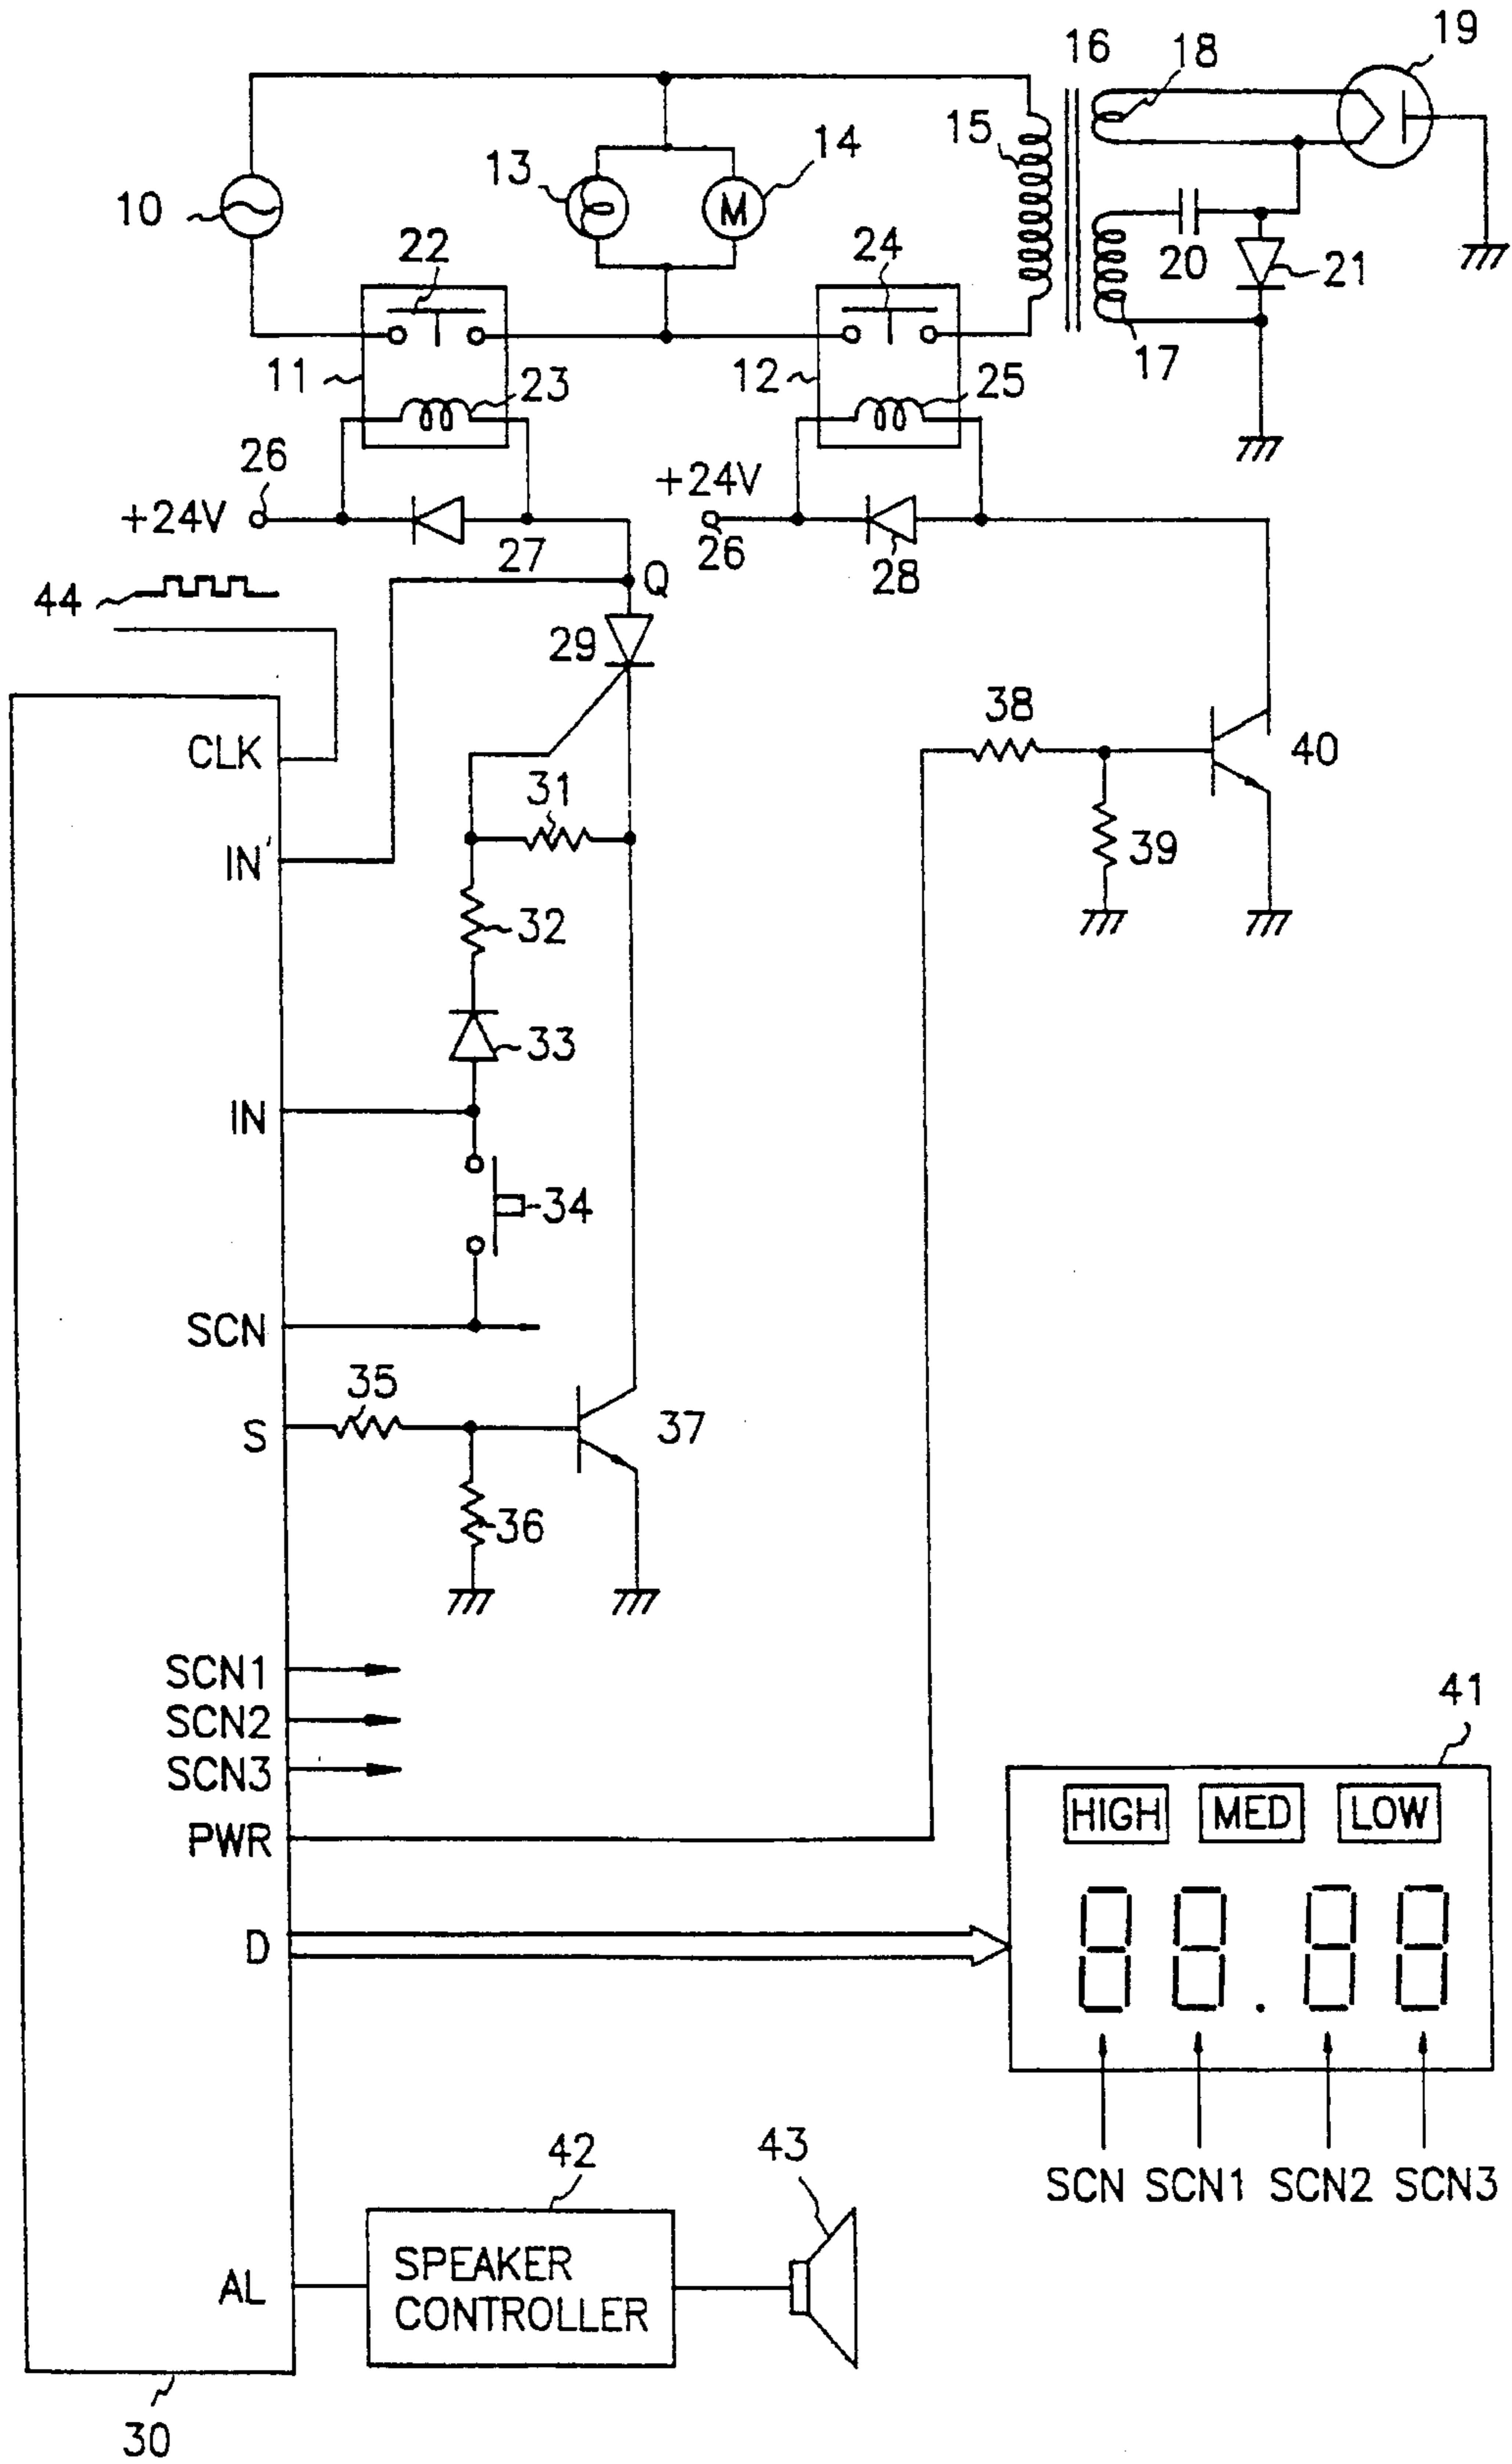 19
16
18
15
13
14
M
10
22
24
20
21
11
23
12
25
17
26
+24V
+24V
27
26
28
Q
44
29
38
CLK
40
31
IN'
39
32
33
IN
34
SCN
35
S
37
36
SCN1
SCN2
SCN3
PWR
41
HIGH MED LOW
D
88.88
SCN SCN1 SCN2 SCN3
42
43
AL
SPEAKER
CONTROLLER
30